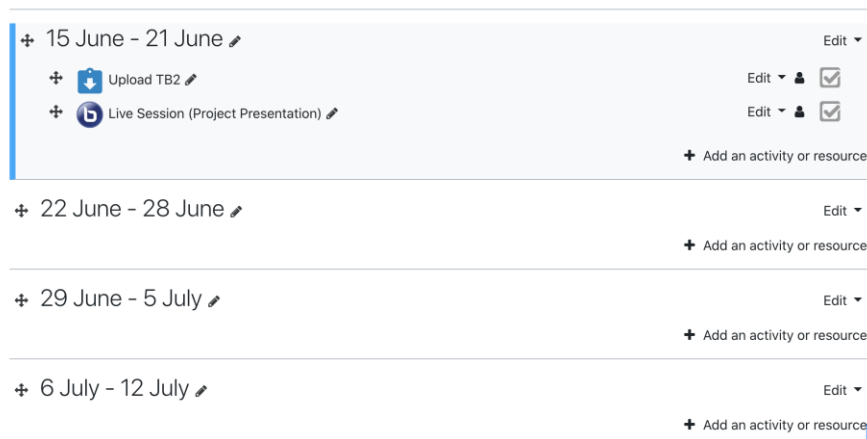 15 June - 21 June Edit
Upload TB2 Edit
b Live Session (Project Presentation) Edit
Add an activity or resource
22 June - 28 June Edit
Add an activity or resource
29 June - 5 July Edit
Add an activity or resource
6 July - 12 July Edit
Add an activity or resource